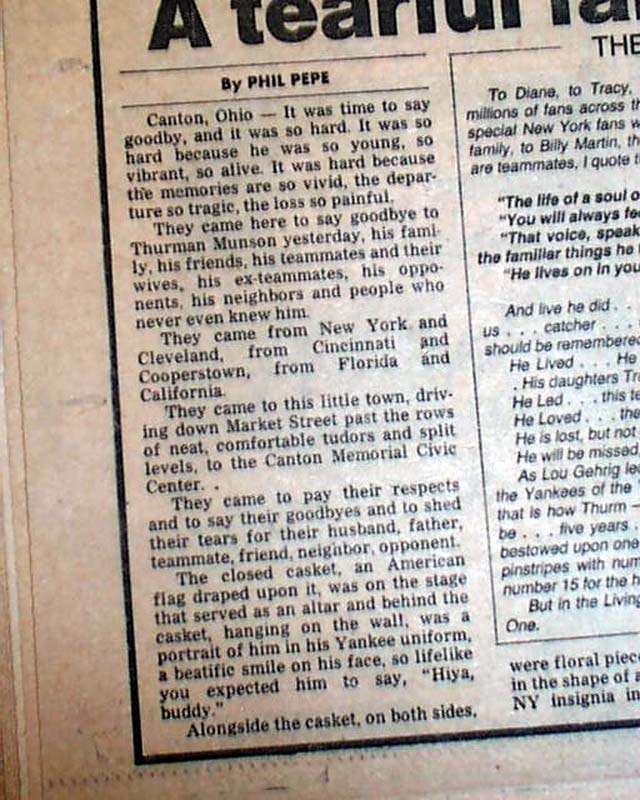 A tearful
By PHIL PEPE
Canton, Ohio — It was time to say
goodby, and it was so hard. It was so
hard because he was so young, so
vibrant, so alive. It was hard because
the memories are so vivid, the depar-
ture so tragic, the loss so painful.
They came here to say goodbye to
Thurman Munson yesterday, his fami-
ly, his friends, his teammates and their
wives, his ex-teammates, his oppo-
nents, his neighbors and people who
never even knew him.
They came from New York and
Cleveland, from Cincinnati and
Cooperstown, from Florida and
California.
They came to this little town, driv-
ing down Market Street past the rows
of neat, comfortable tudors and split
levels, to the Canton Memorial Civic
Center. .
They came to pay their respects
and to say their goodbyes and to shed
their tears for their husband, father,
teammate, friend, neighbor, opponent.
The closed casket, an American
flag draped upon it, was on the stage
that served as an altar and behind the
casket, hanging on the wall, was a
portrait of him in his Yankee uniform,
a beatific smile on his face, so lifelike
you expected him to say, "Hiya,
buddy."
Alongside the casket, on both sides,
THE
To Diane, to Tracy,
millions of fans across
special New York fans
family, to Billy Martin,
are teammates, I quote
"The life of a soul
"You will always
"That voice,
the familiar things he
"He lives on in
And live he did . .
us . . . catcher . . .
should be remembered
He Lived . . . He
. His daughters
He Led . . . this
He Loved . . . the
He is lost, but not
He will be missed,
As Lou Gehrig
the Yankees of the
that is how Thurm —
be . . . five years
bestowed upon one
pinstripes with
number 15 for the
But in the
One.
were floral
in the shape of
NY insignia